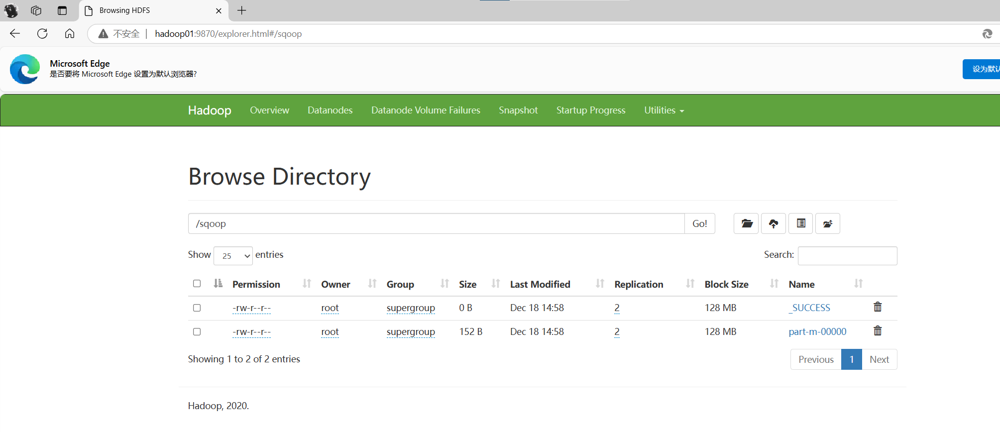 Browsing HDFS
不安全 | hadoop01:9870/explorer.html#/sqoop
Microsoft Edge
是否要将 Microsoft Edge 设置为默认浏览器?
设为默认
Hadoop Overview Datanodes Datanode Volume Failures Snapshot Startup Progress Utilities
Browse Directory
/sqoop Go!
Show 25 entries Search:
Permission Owner Group Size Last Modified Replication Block Size Name
-rw-r--r-- root supergroup 0 B Dec 18 14:58 2 128 MB _SUCCESS
-rw-r--r-- root supergroup 152 B Dec 18 14:58 2 128 MB part-m-00000
Showing 1 to 2 of 2 entries Previous 1 Next
Hadoop, 2020.